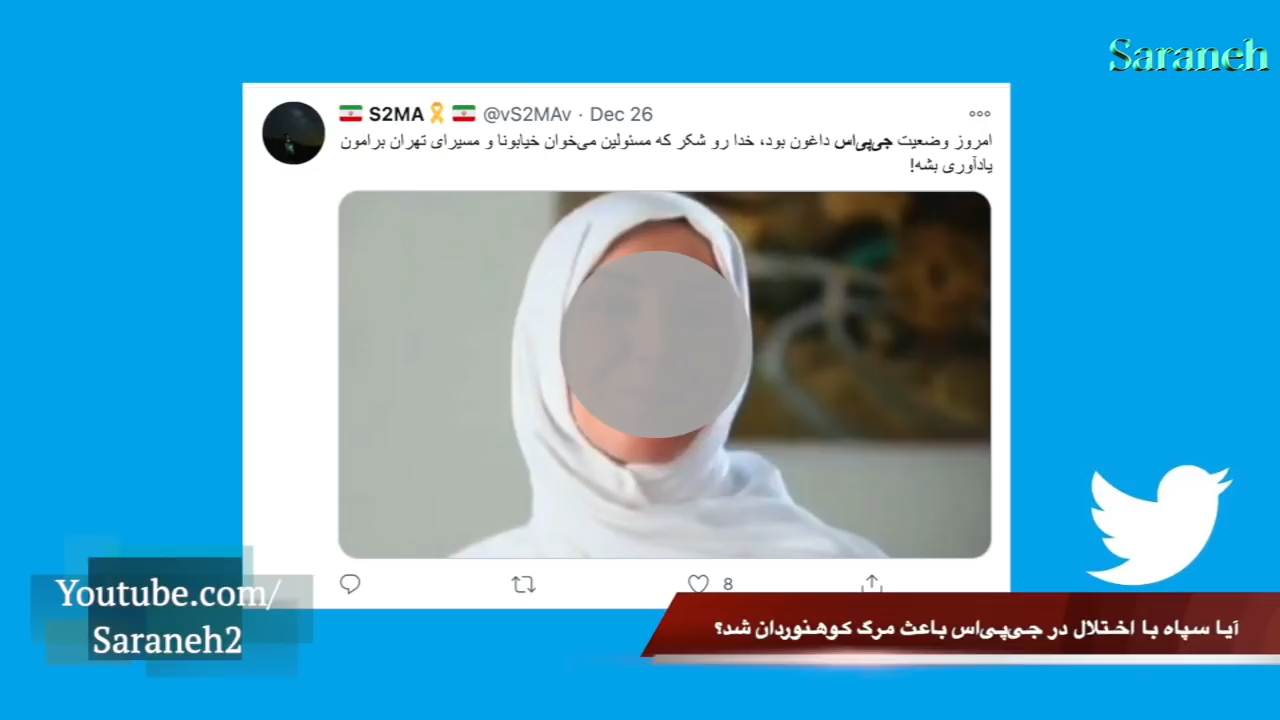 Saraneh
S2MA @vS2MAv · Dec 26
امروز وضعیت جی‌پی‌اس داغون بود، خدا رو شکر که مسئولین می‌خوان خیابونا و مسیرای تهران برامون
یادآوری بشه!
8
Youtube.com/
Saraneh2
آیا سپاه با اختلال در جی‌پی‌اس باعث مرگ کوهنوردان شد؟